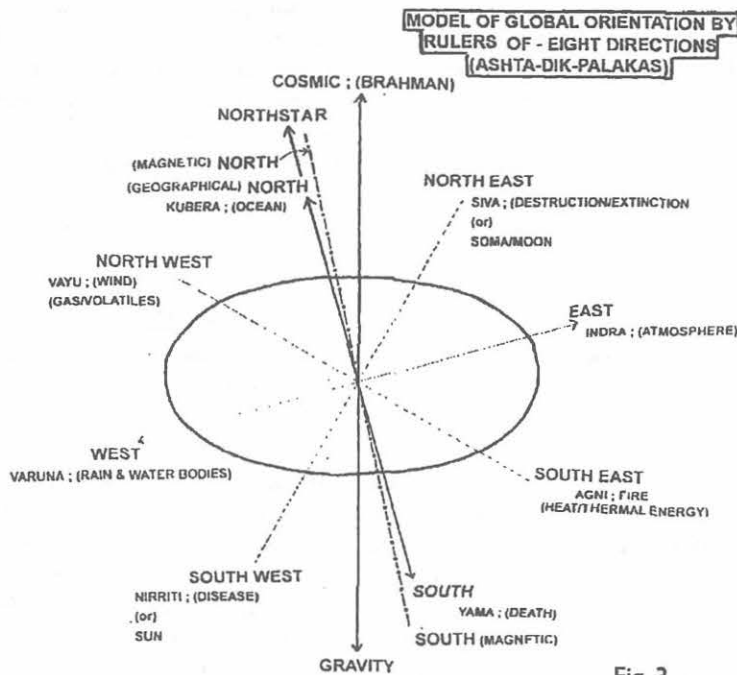 MODEL OF GLOBAL ORIENTATION BY
RULERS OF - EIGHT DIRECTIONS
(ASHTA-DIK-PALAKAS)
COSMIC ; (BRAHMAN)
NORTHSTAR
(MAGNETIC) NORTH
(GEOGRAPHICAL) NORTH
KUBERA ; (OCEAN)
NORTH EAST
SIVA ; (DESTRUCTION/EXTINCTION
(or)
SOMA/MOON
NORTH WEST
VAYU ; (WIND)
(GAS/VOLATILES)
EAST
INDRA ; (ATMOSPHERE)
WEST
VARUNA ; (RAIN & WATER BODIES)
SOUTH EAST
AGNI ; FIRE
(HEAT/THERMAL ENERGY)
SOUTH WEST
NIRRITI ; (DISEASE)
(or)
SUN
SOUTH
YAMA ; (DEATH)
SOUTH (MAGNETIC)
GRAVITY